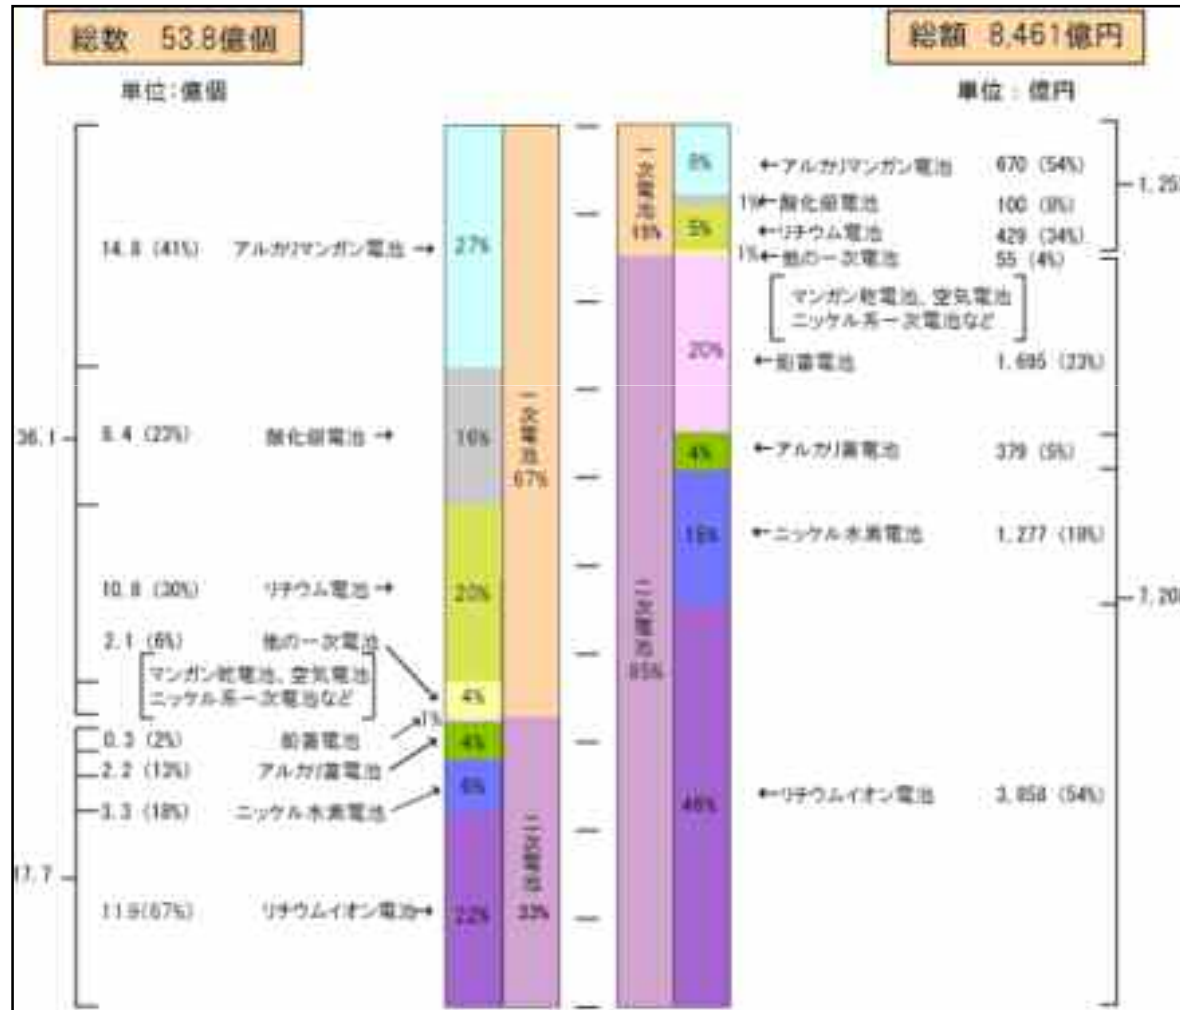 総数 53.8億個
総額 8,461億円
単位:億個
単位:億円
14.8 (41%) アルカリマンガン電池→ 27%
36.1
8.4 (23%) 酸化銀電池→ 16%
一次電池 67%
10.8 (30%) リチウム電池→ 20%
2.1 (6%) 他の一次電池 4%
マンガン乾電池、空気電池
ニッケル系一次電池など
0.3 (2%) 鉛蓄電池 1%
2.2 (13%) アルカリ蓄電池 4%
3.3 (18%) ニッケル水素電池 6%
17.7
11.9(67%) リチウムイオン電池→ 22%
二次電池 33%
一次電池 15%
8% ←アルカリマンガン電池 670 (54%)
1% ←酸化銀電池 100 (8%)
5% ←リチウム電池 429 (34%)
1% ←他の一次電池 55 (4%)
マンガン乾電池、空気電池
ニッケル系一次電池など
20% ←鉛蓄電池 1,695 (23%)
4% ←アルカリ蓄電池 379 (5%)
←ニッケル水素電池 1,277 (18%)
二次電池 85%
46% ←リチウムイオン電池 3,858 (54%)